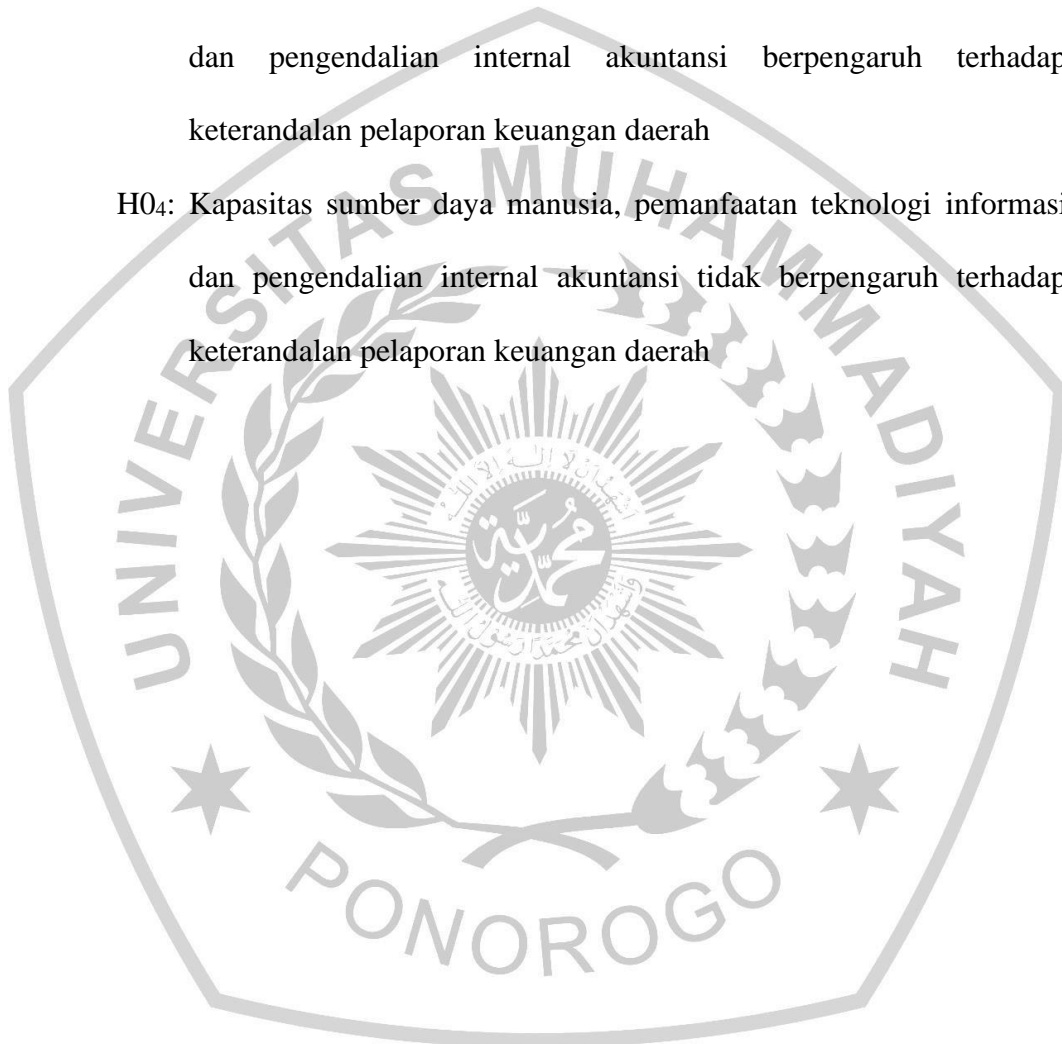 dan pengendalian internal akuntansi berpengaruh terhadap
keterandalan pelaporan keuangan daerah
H0₄: Kapasitas sumber daya manusia, pemanfaatan teknologi informasi
dan pengendalian internal akuntansi tidak berpengaruh terhadap
keterandalan pelaporan keuangan daerah
UNIVERSITAS MUHAMMADIYAH
محمدية
PONOROGO